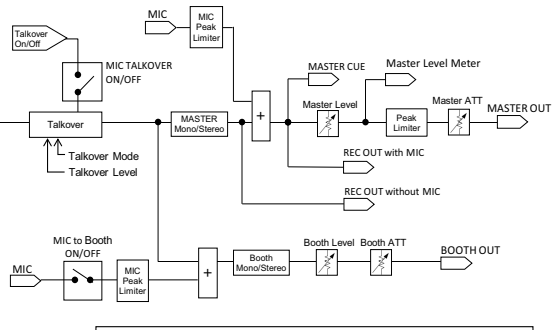 MIC
MIC
Peak
Limiter
Talkover
On/Off
MIC TALKOVER
ON/OFF
MASTER CUE
Master Level Meter
Talkover
MASTER
Mono/Stereo
+
Master Level
Peak
Limiter
Master ATT
MASTER OUT
Talkover Mode
Talkover Level
REC OUT with MIC
REC OUT without MIC
MIC to Booth
ON/OFF
MIC
MIC
Peak
Limiter
+
Booth
Mono/Stereo
Booth Level
Booth ATT
BOOTH OUT